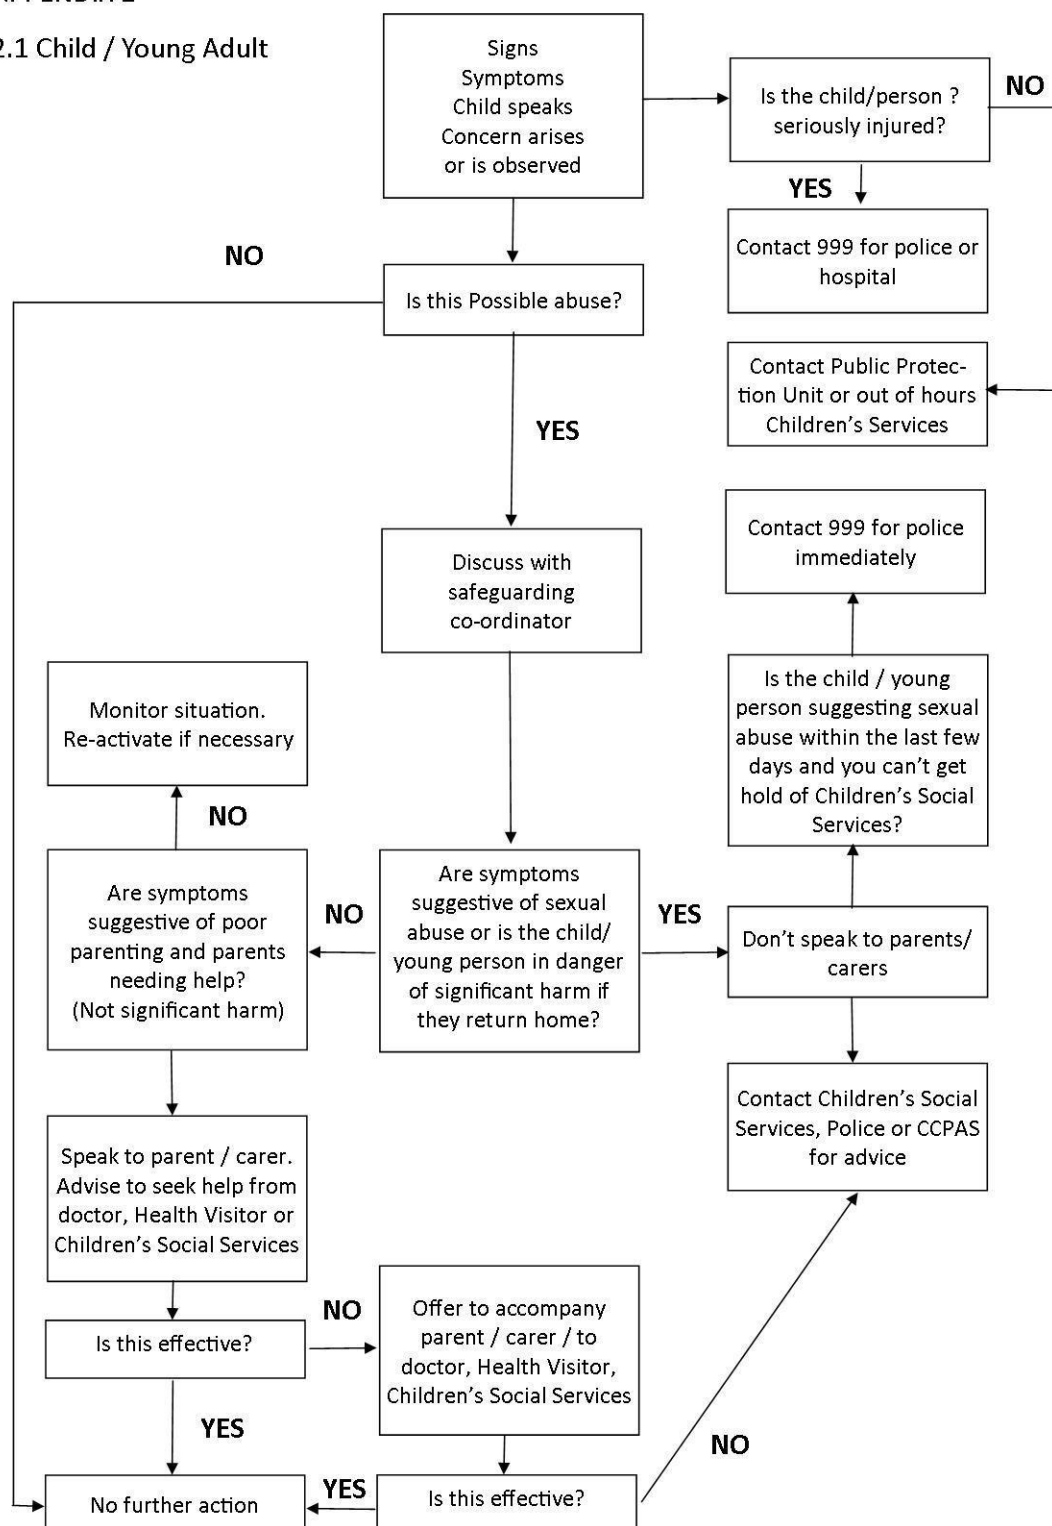 2.1 Child / Young Adult
Signs
Symptoms
Child speaks
Concern arises
or is observed
Is the child/person ?
seriously injured?
NO
YES
Contact 999 for police or
hospital
NO
Is this Possible abuse?
Contact Public Protec-
tion Unit or out of hours
Children’s Services
YES
Contact 999 for police
immediately
Discuss with
safeguarding
co-ordinator
Is the child / young
person suggesting sexual
abuse within the last few
days and you can’t get
hold of Children’s Social
Services?
Monitor situation.
Re-activate if necessary
NO
Are symptoms
suggestive of poor
parenting and parents
needing help?
(Not significant harm)
NO
Are symptoms
suggestive of sexual
abuse or is the child/
young person in danger
of significant harm if
they return home?
YES
Don’t speak to parents/
carers
Contact Children’s Social
Services, Police or CCPAS
for advice
Speak to parent / carer.
Advise to seek help from
doctor, Health Visitor or
Children’s Social Services
Is this effective?
NO
Offer to accompany
parent / carer / to
doctor, Health Visitor,
Children’s Social Services
YES
NO
No further action
YES
Is this effective?